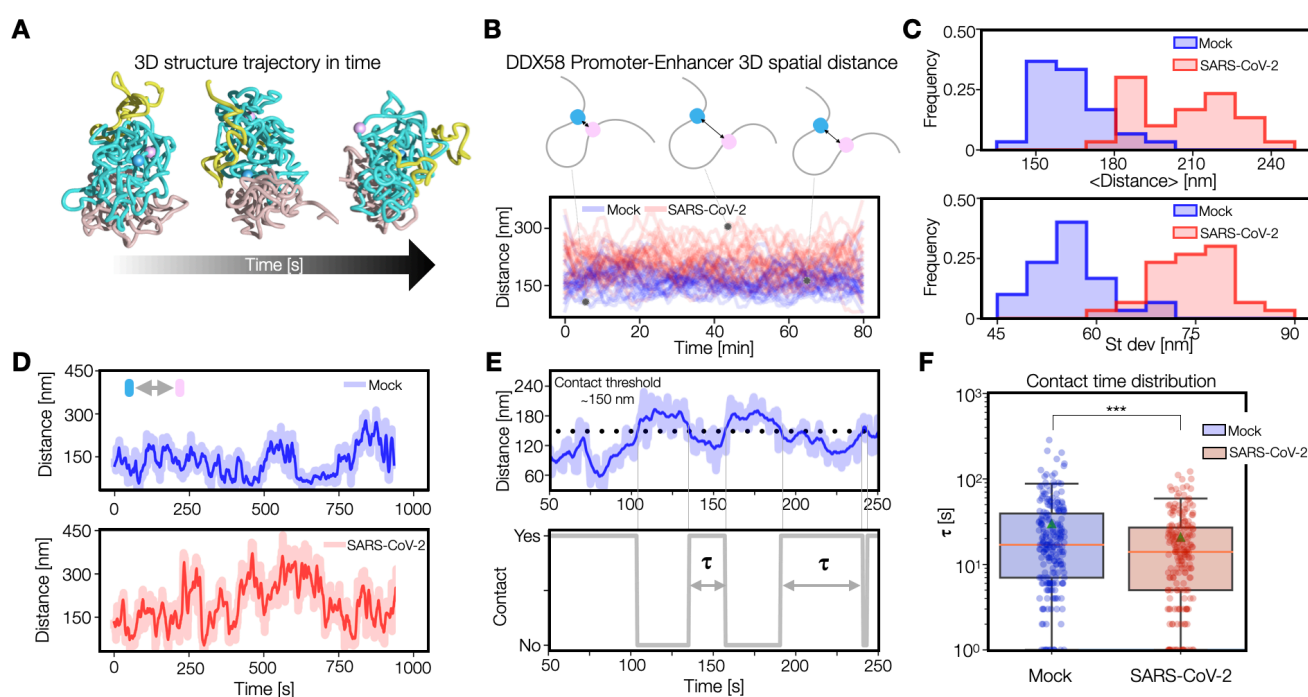 A
3D structure trajectory in time
Time [s]
B
DDX58 Promoter-Enhancer 3D spatial distance
Mock
SARS-CoV-2
Distance [nm]
300
150
0
20
40
60
80
Time [min]
C
Frequency
0.50
0.25
0
Mock
SARS-CoV-2
150
180
210
240
<Distance> [nm]
Frequency
0.50
0.25
0
Mock
SARS-CoV-2
45
60
75
90
St dev [nm]
D
Distance [nm]
450
300
150
Mock
0
250
500
750
1000
Distance [nm]
450
300
150
SARS-CoV-2
0
250
500
750
1000
Time [s]
E
Distance [nm]
240
180
120
60
Contact threshold
~150 nm
50
100
150
200
250
Contact
Yes
No
τ
τ
50
100
150
200
250
Time [s]
F
Contact time distribution
***
Mock
SARS-CoV-2
τ [s]
10³
10²
10¹
10⁰
Mock
SARS-CoV-2